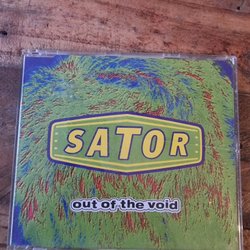 SATOR
out of the void